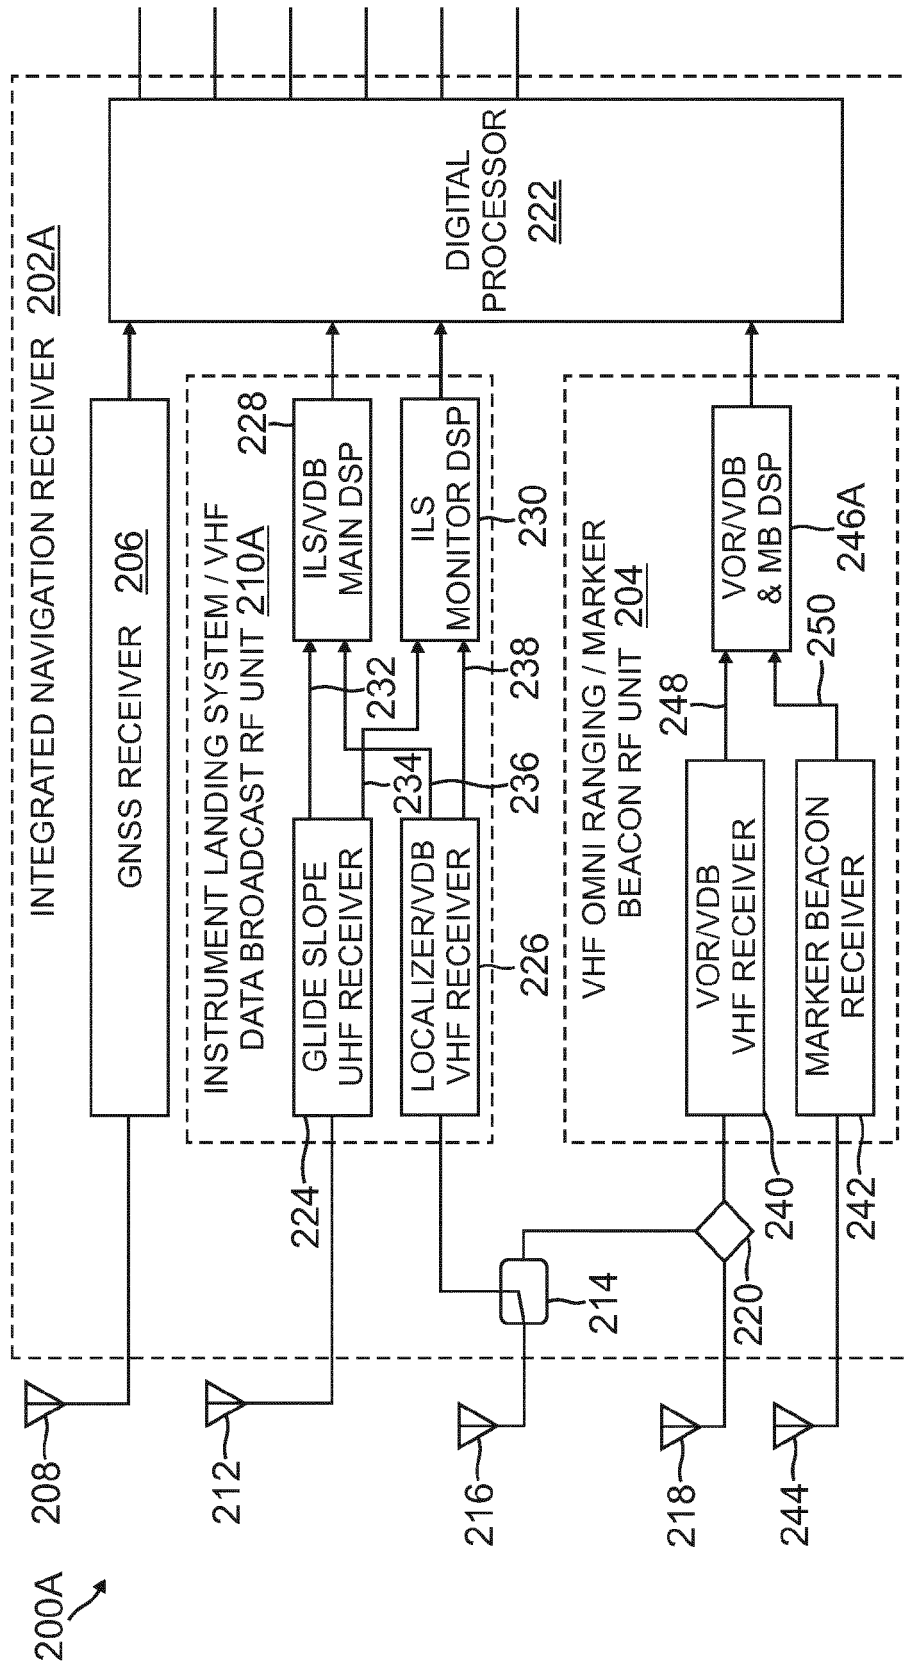 200A
INTEGRATED NAVIGATION RECEIVER 202A
208
GNSS RECEIVER 206
212
INSTRUMENT LANDING SYSTEM / VHF
DATA BROADCAST RF UNIT 210A
224
GLIDE SLOPE
UHF RECEIVER
232
234
228
ILS/VDB
MAIN DSP
216
214
LOCALIZER/VDB
VHF RECEIVER
226
236
238
ILS
MONITOR DSP
230
DIGITAL
PROCESSOR
222
VHF OMNI RANGING / MARKER
BEACON RF UNIT 204
218
220
240
VOR/VDB
VHF RECEIVER
248
VOR/VDB
& MB DSP
246A
244
242
MARKER BEACON
RECEIVER
250